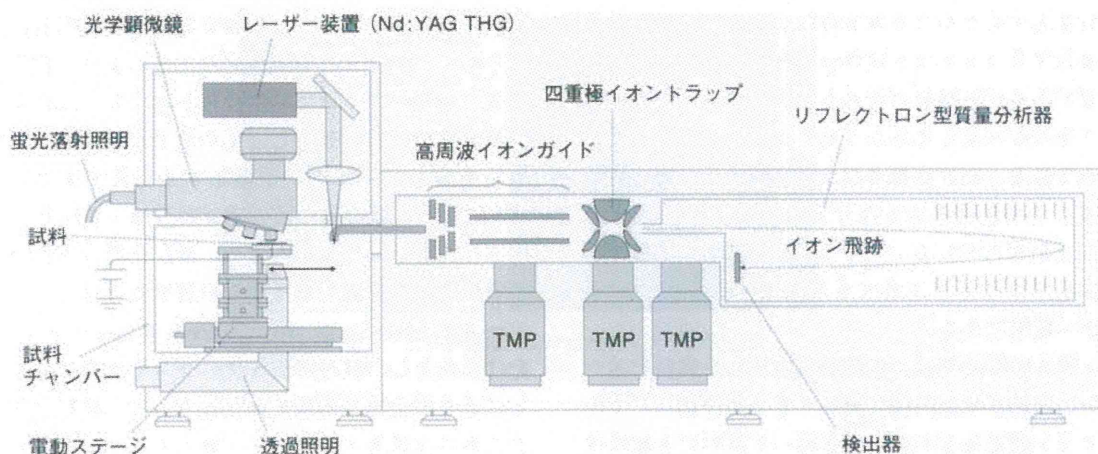 光学顕微鏡
レーザー装置 (Nd:YAG THG)
四重極イオントラップ
リフレクトロン型質量分析器
蛍光落射照明
高周波イオンガイド
試料
イオン飛跡
TMP
TMP
TMP
試料
チャンバー
電動ステージ
透過照明
検出器